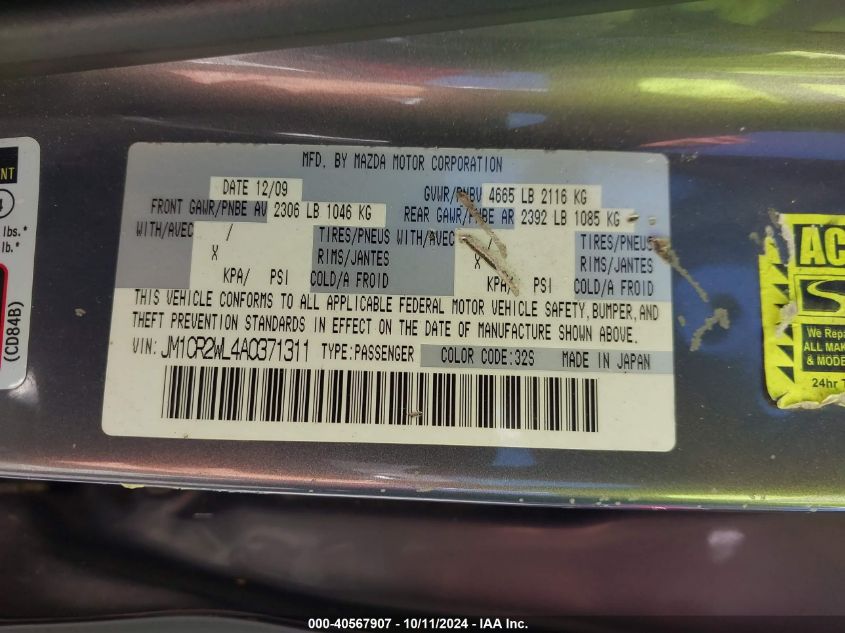 MFD. BY MAZDA MOTOR CORPORATION
DATE 12/09
GVWR/PNBV 4665 LB 2116 KG
FRONT GAWR/PNBE AV 2306 LB 1046 KG
REAR GAWR/PNBE AR 2392 LB 1085 KG
WITH/AVEC / TIRES/PNEUS WITH/AVEC / TIRES/PNEUS
X RIMS/JANTES X RIMS/JANTES
KPA/ PSI COLD/A FROID KPA/ PSI COLD/A FROID
THIS VEHICLE CONFORMS TO ALL APPLICABLE FEDERAL MOTOR VEHICLE SAFETY, BUMPER, AND
THEFT PREVENTION STANDARDS IN EFFECT ON THE DATE OF MANUFACTURE SHOWN ABOVE.
VIN: JM1CR2WL4A0371311 TYPE:PASSENGER COLOR CODE:32S MADE IN JAPAN
NT
4
lbs.*
lb.*
(CD84B)
AC
We Repa
ALL MAK
& MODE
24hr T
000-40567907 - 10/11/2024 - IAA Inc.